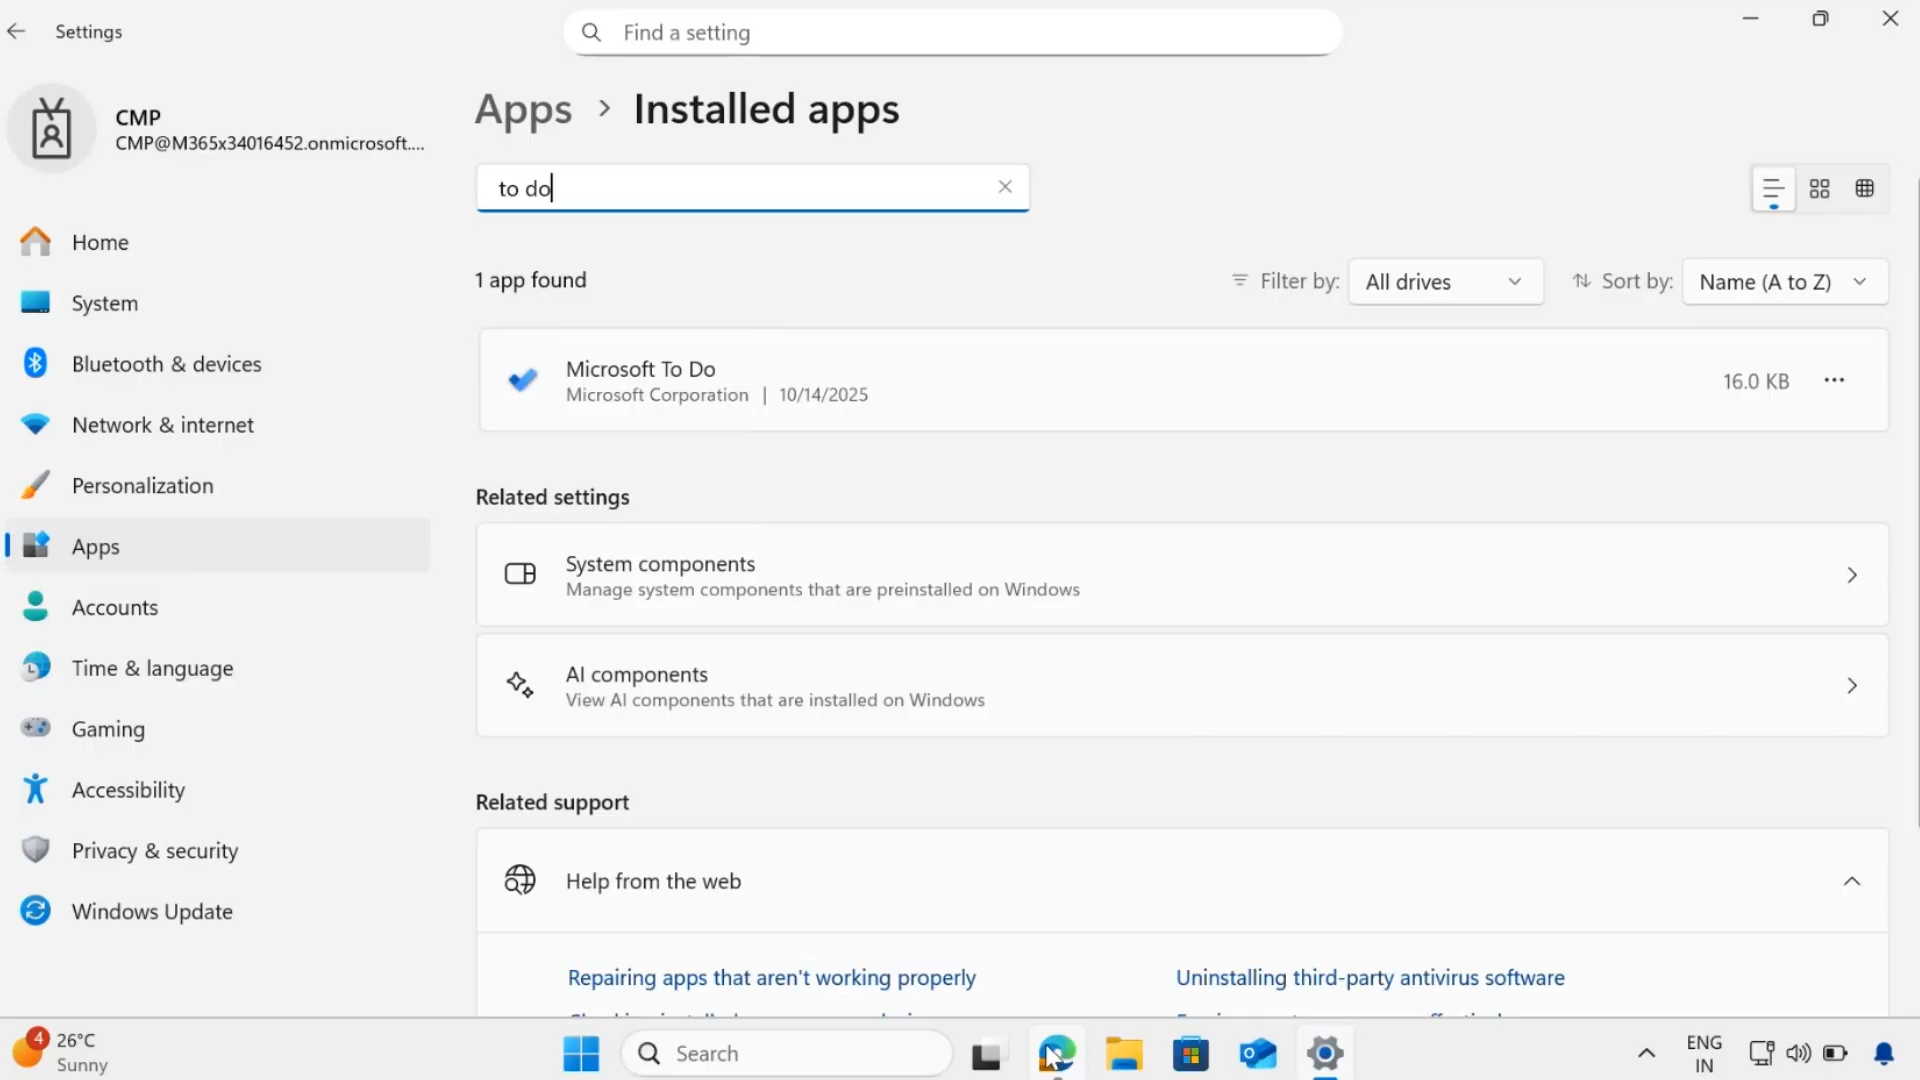 Settings
Find a setting
CMP
CMP@M365x34016452.onmicrosoft....
Home
System
Bluetooth & devices
Network & internet
Personalization
Apps
Accounts
Time & language
Gaming
Accessibility
Privacy & security
Windows Update
Apps > Installed apps
to do
1 app found
Filter by: All drives
Sort by: Name (A to Z)
Microsoft To Do
Microsoft Corporation | 10/14/2025
16.0 KB
Related settings
System components
Manage system components that are preinstalled on Windows
AI components
View AI components that are installed on Windows
Related support
Help from the web
Repairing apps that aren't working properly
Uninstalling third-party antivirus software
4
26°C
Sunny
Search
ENG
IN